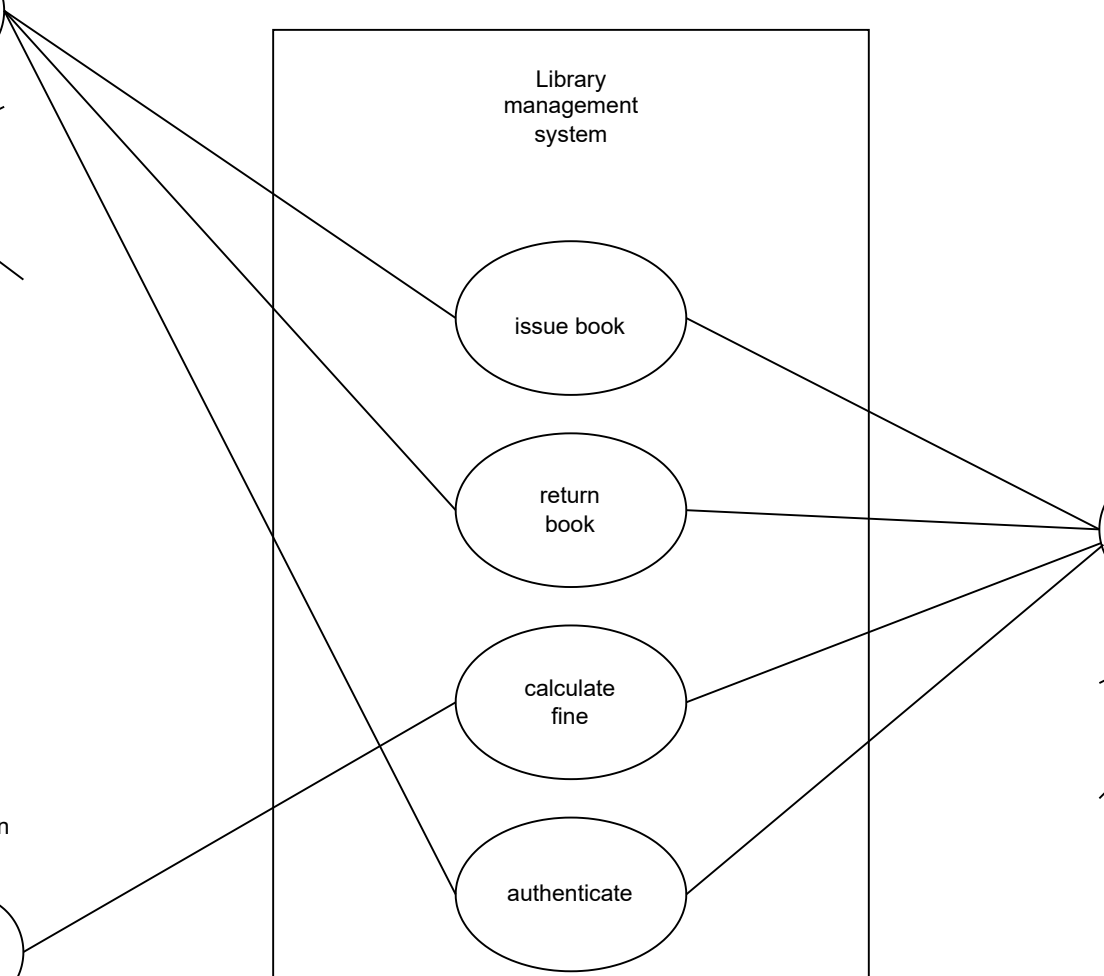 Library
management
system
issue book
return
book
calculate
fine
n
authenticate